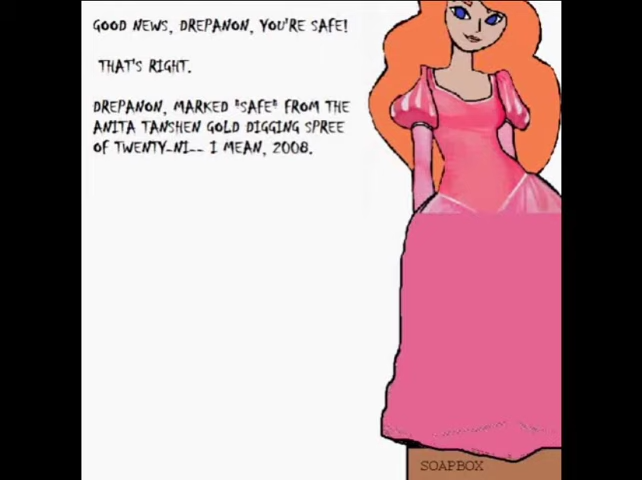 GOOD NEWS, DREPANON, YOU'RE SAFE!
THAT'S RIGHT.
DREPANON, MARKED "SAFE" FROM THE
ANITA TANSHEN GOLD DIGGING SPREE
OF TWENTY-NI-- I MEAN, 2008.
SOAPBOX